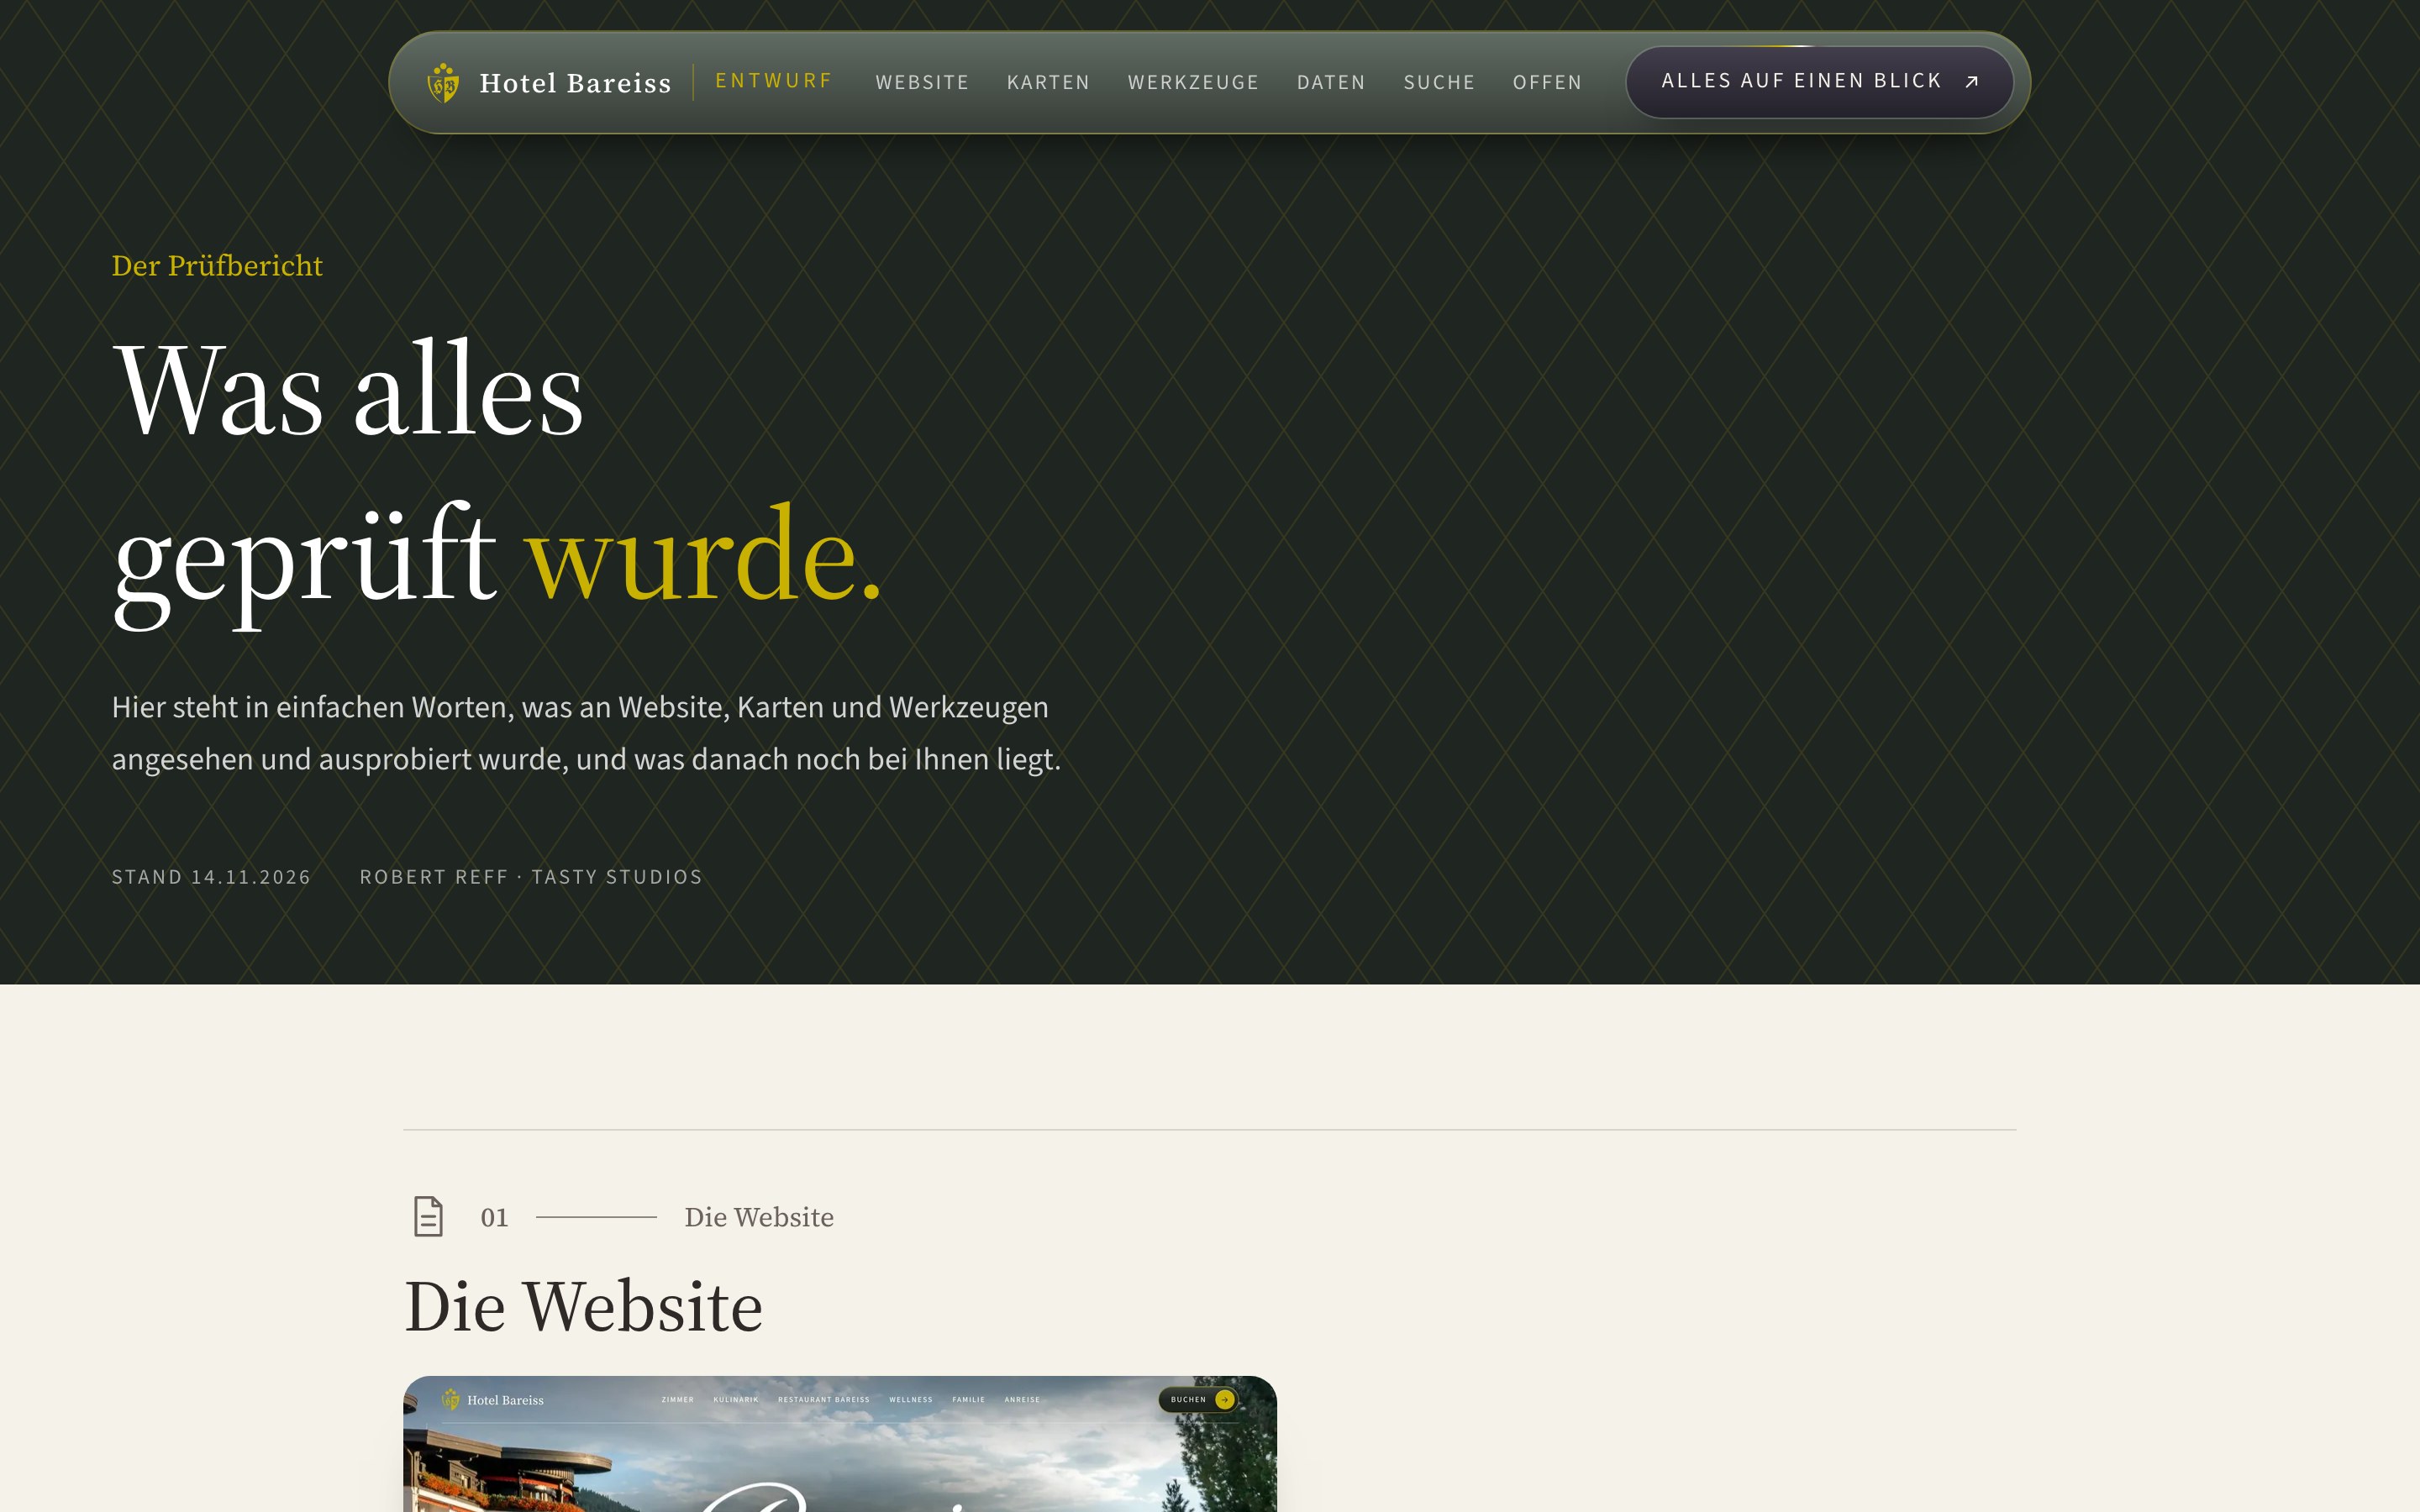 Hotel Bareiss
ENTWURF
WEBSITE
KARTEN
WERKZEUGE
DATEN
SUCHE
OFFEN
ALLES AUF EINEN BLICK
Der Prüfbericht
Was alles
geprüft wurde.
Hier steht in einfachen Worten, was an Website, Karten und Werkzeugen
angesehen und ausprobiert wurde, und was danach noch bei Ihnen liegt.
STAND 14.11.2026
ROBERT REFF · TASTY STUDIOS
01
Die Website
Die Website
Hotel Bareiss
ZIMMER
KULINARIK
RESTAURANT BAREISS
WELLNESS
FAMILIE
ANREISE
BUCHEN